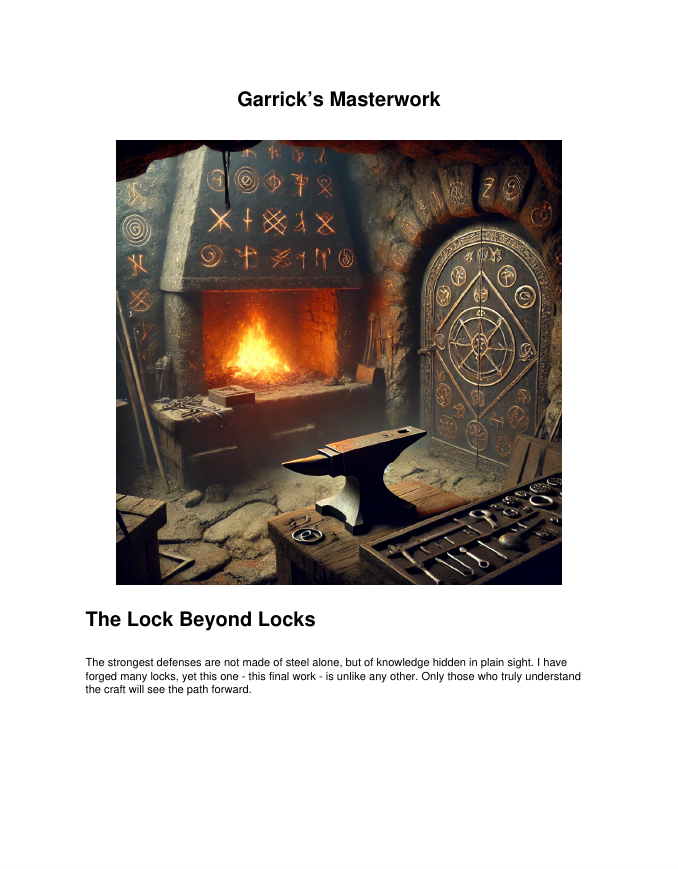 Garrick’s Masterwork
The Lock Beyond Locks
The strongest defenses are not made of steel alone, but of knowledge hidden in plain sight. I have
forged many locks, yet this one - this final work - is unlike any other. Only those who truly understand
the craft will see the path forward.